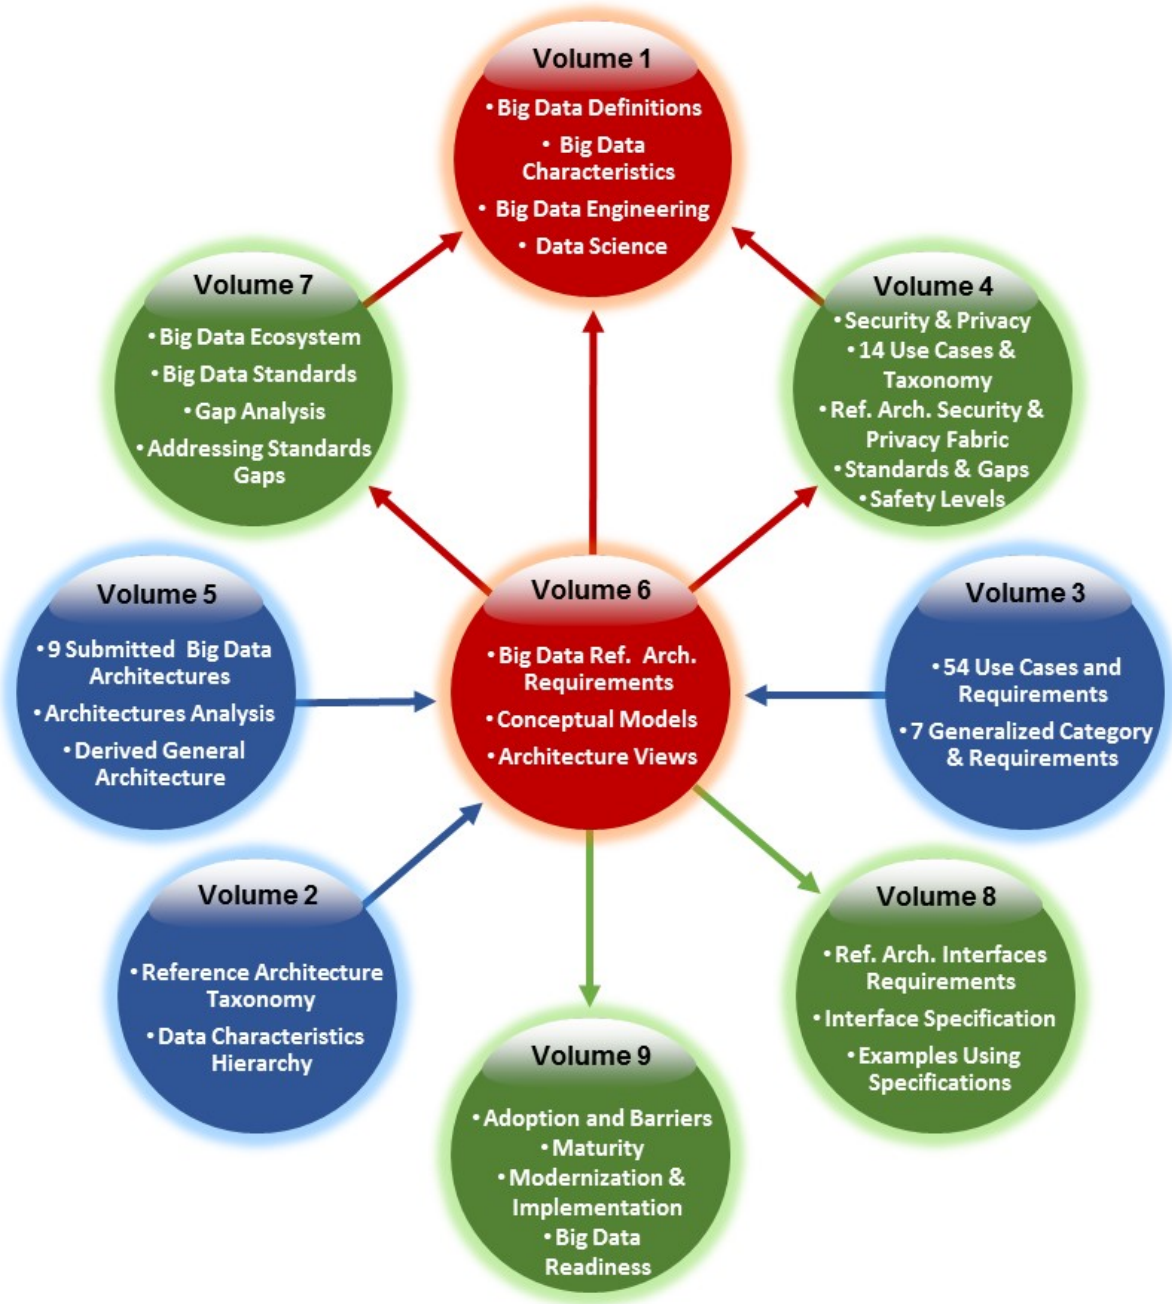 Volume 1
• Big Data Definitions
• Big Data
Characteristics
• Big Data Engineering
• Data Science
Volume 7
• Big Data Ecosystem
• Big Data Standards
• Gap Analysis
• Addressing Standards
Gaps
Volume 4
• Security & Privacy
• 14 Use Cases &
Taxonomy
• Ref. Arch. Security &
Privacy Fabric
• Standards & Gaps
• Safety Levels
Volume 5
• 9 Submitted Big Data
Architectures
• Architectures Analysis
• Derived General
Architecture
Volume 6
• Big Data Ref. Arch.
Requirements
• Conceptual Models
• Architecture Views
Volume 3
• 54 Use Cases and
Requirements
• 7 Generalized Category
& Requirements
Volume 2
• Reference Architecture
Taxonomy
• Data Characteristics
Hierarchy
Volume 8
• Ref. Arch. Interfaces
Requirements
• Interface Specification
• Examples Using
Specifications
Volume 9
• Adoption and Barriers
• Maturity
• Modernization &
Implementation
• Big Data
Readiness